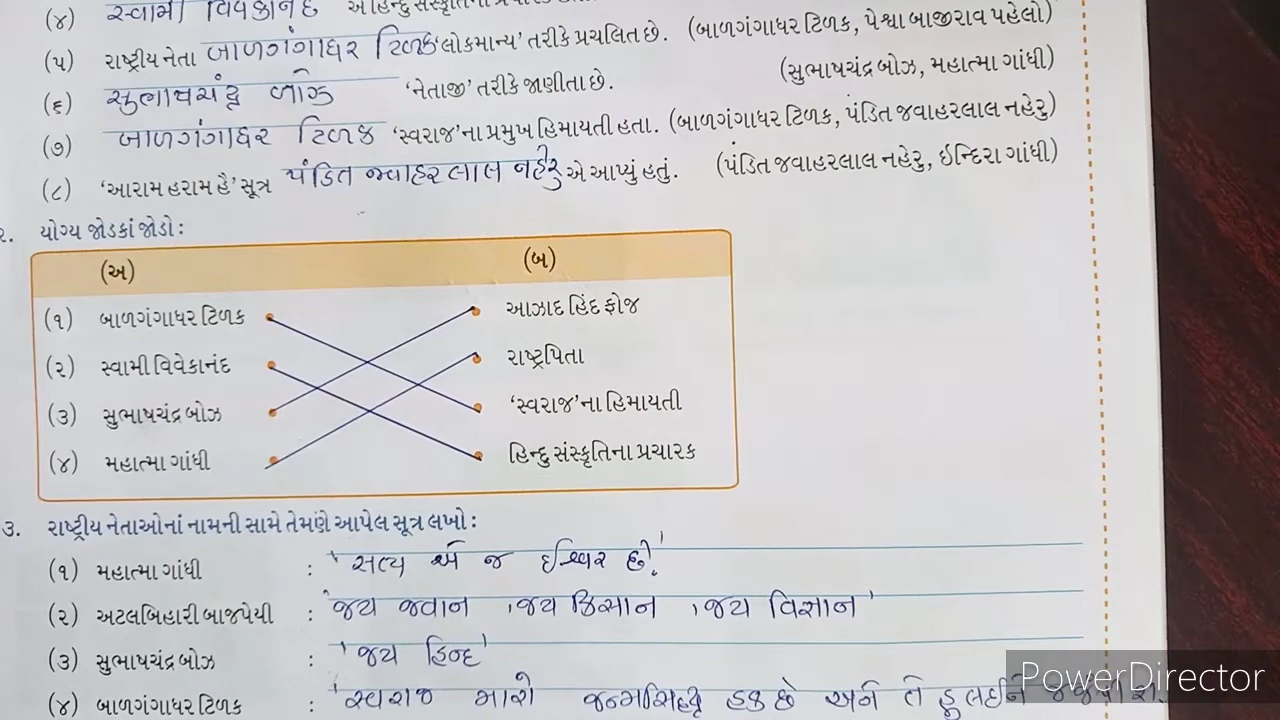 (૪) સ્વામી વિવેકાનંદ એ હિન્દુ સંસ્કૃતિના
(૫) રાષ્ટ્રીય નેતા બાળગંગાધર ટિળક 'લોકમાન્ય' તરીકે પ્રચલિત છે. (બાળગંગાધર ટિળક, પેશ્વા બાજીરાવ પહેલો)
(૬) સુભાષચંદ્ર બોઝ 'નેતાજી' તરીકે જાણીતા છે. (સુભાષચંદ્ર બોઝ, મહાત્મા ગાંધી)
(૭) બાળગંગાધર ટિળક 'સ્વરાજ'ના પ્રમુખ હિમાયતી હતા. (બાળગંગાધર ટિળક, પંડિત જવાહરલાલ નહેરુ)
(૮) 'આરામ હરામ હૈ' સૂત્ર પંડિત જવાહરલાલ નહેરુ એ આપ્યું હતું. (પંડિત જવાહરલાલ નહેરુ, ઇન્દિરા ગાંધી)
૨. યોગ્ય જોડકાં જોડો :
(અ) (બ)
(૧) બાળગંગાધર ટિળક આઝાદ હિંદ ફોજ
(૨) સ્વામી વિવેકાનંદ રાષ્ટ્રપિતા
(૩) સુભાષચંદ્ર બોઝ 'સ્વરાજ'ના હિમાયતી
(૪) મહાત્મા ગાંધી હિન્દુ સંસ્કૃતિના પ્રચારક
૩. રાષ્ટ્રીય નેતાઓનાં નામની સામે તેમણે આપેલ સૂત્ર લખો :
(૧) મહાત્મા ગાંધી : 'સત્ય એ જ ઈશ્વર છે.'
(૨) અટલબિહારી બાજપેયી : 'જય જવાન ,જય કિસાન ,જય વિજ્ઞાન'
(૩) સુભાષચંદ્ર બોઝ : 'જય હિન્દ'
(૪) બાળગંગાધર ટિળક : 'સ્વરાજ મારો જન્મસિદ્ધ હક છે અને તે હું લઈને
PowerDirector